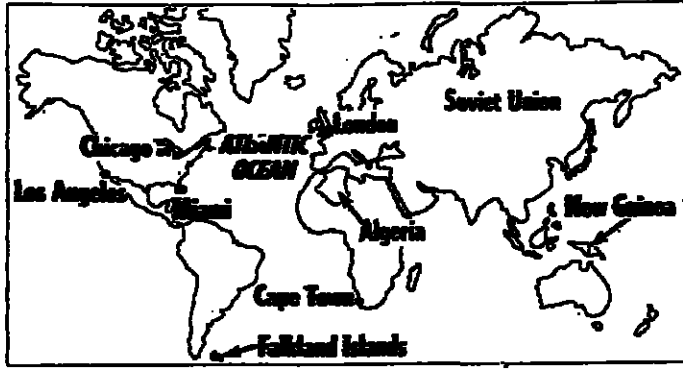 Soviet Union
London
Chicago
ATLANTIC
OCEAN
Los Angeles
Miami
New Guinea
Algeria
Cape Town
Falkland Islands